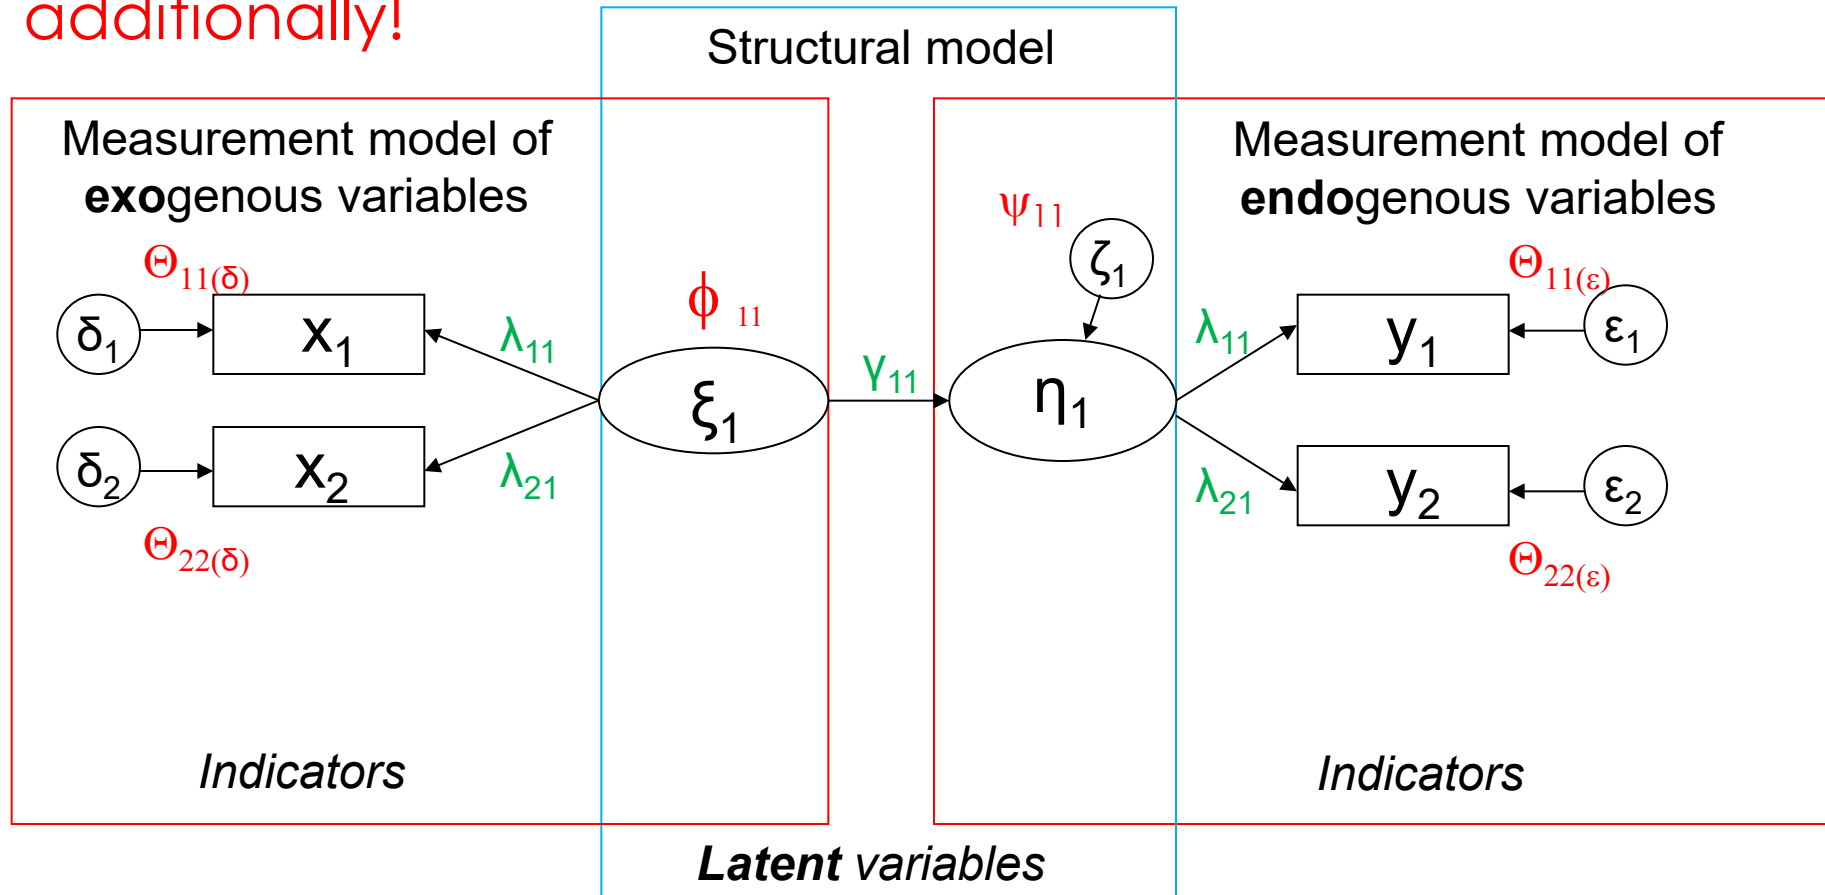 additionally!
Structural model
Measurement model of
exogenous variables
Measurement model of
endogenous variables
Θ11(δ)
δ1
x1
λ11
ϕ 11
ξ1
γ11
ψ11
ζ1
η1
λ11
y1
Θ11(ε)
ε1
δ2
x2
λ21
Θ22(δ)
λ21
y2
ε2
Θ22(ε)
Indicators
Indicators
Latent variables